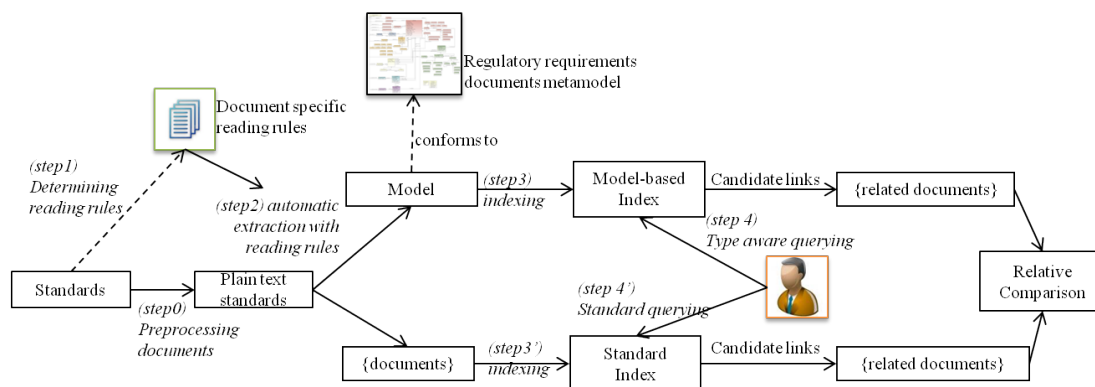 Regulatory requirements
documents metamodel
Document specific
reading rules
conforms to
(step1)
Determining
reading rules
(step2) automatic
extraction with
reading rules
Model
(step3)
indexing
Model-based
Index
Candidate links
{related documents}
(step 4)
Type aware querying
Standards
(step0)
Preprocessing
documents
Plain text
standards
(step 4’)
Standard querying
Relative
Comparison
{documents}
(step3’)
indexing
Standard
Index
Candidate links
{related documents}